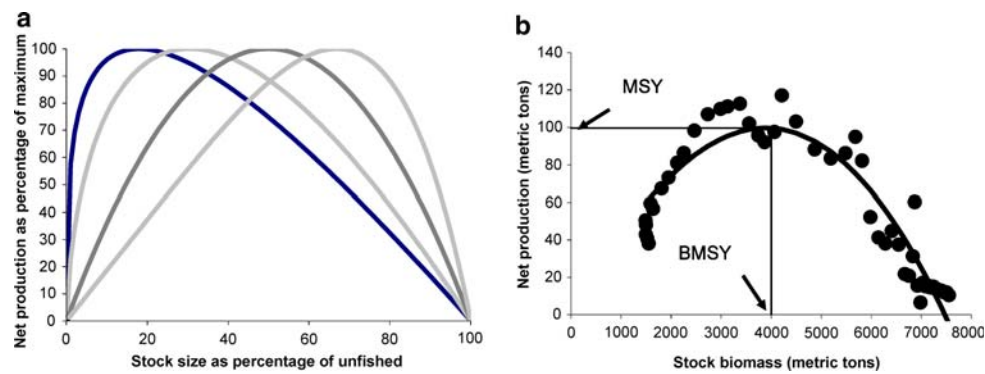 a
Net production as percentage of maximum
100
90
80
70
60
50
40
30
20
10
0
0 20 40 60 80 100
Stock size as percentage of unfished
b
Net production (metric tons)
140
120
100
80
60
40
20
0
MSY
BMSY
0 1000 2000 3000 4000 5000 6000 7000 8000
Stock biomass (metric tons)